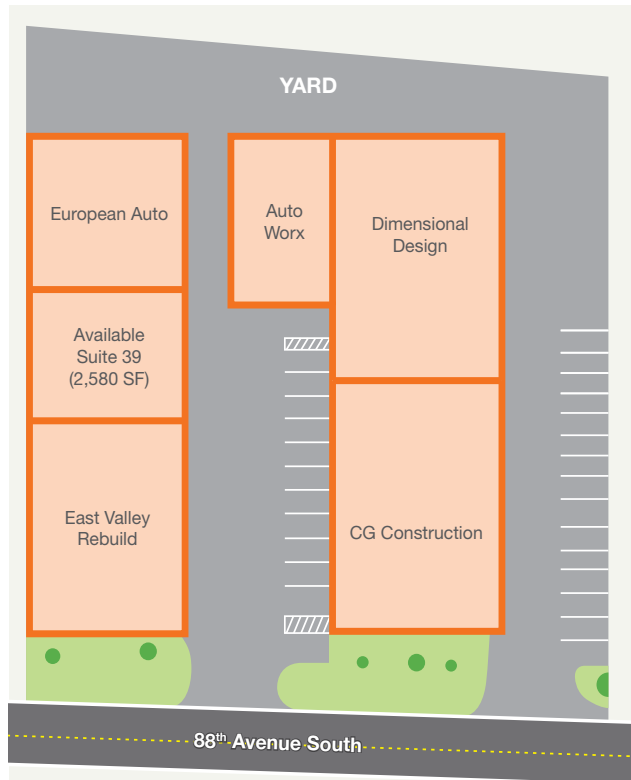 YARD
European Auto
Auto
Worx
Dimensional
Design
Available
Suite 39
(2,580 SF)
East Valley
Rebuild
CG Construction
88th Avenue South